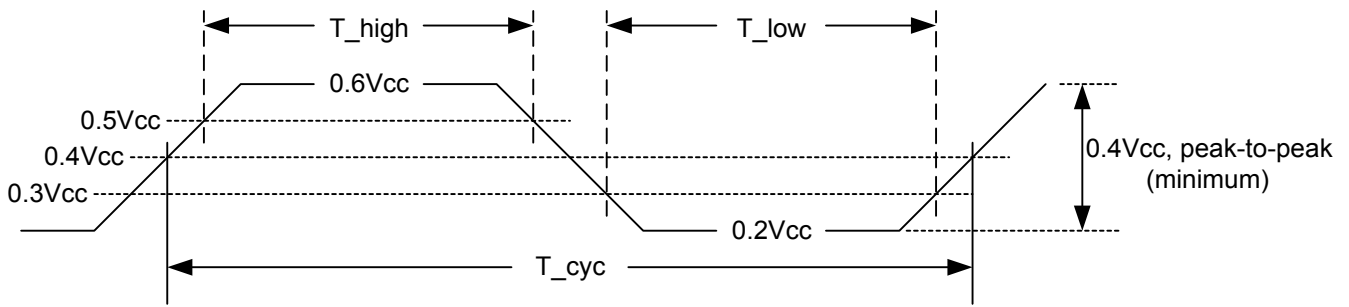 T_high
T_low
0.6Vcc
0.5Vcc
0.4Vcc
0.4Vcc, peak-to-peak
(minimum)
0.3Vcc
0.2Vcc
T_cyc